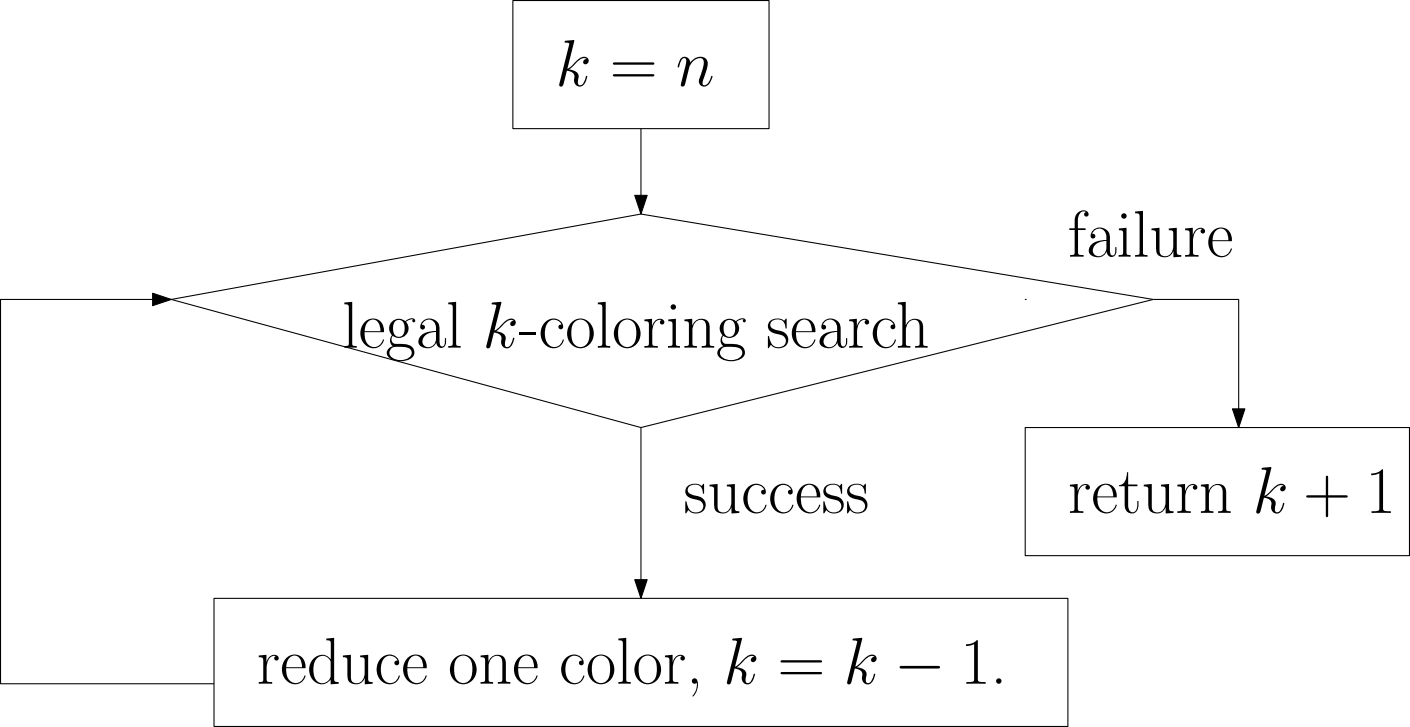 k = n
failure
legal k-coloring search
success
return k + 1
reduce one color, k = k − 1.